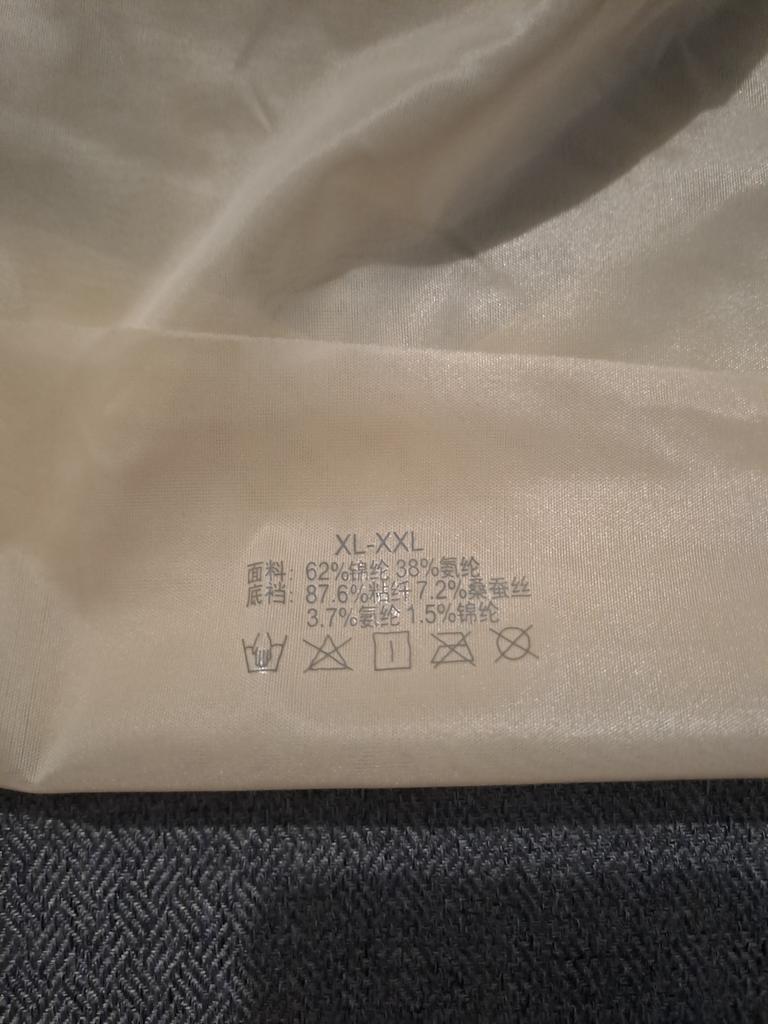 XL-XXL
面料：62%锦纶 38%氨纶
底裆：87.6%粘纤 7.2%桑蚕丝
3.7%氨纶 1.5%锦纶